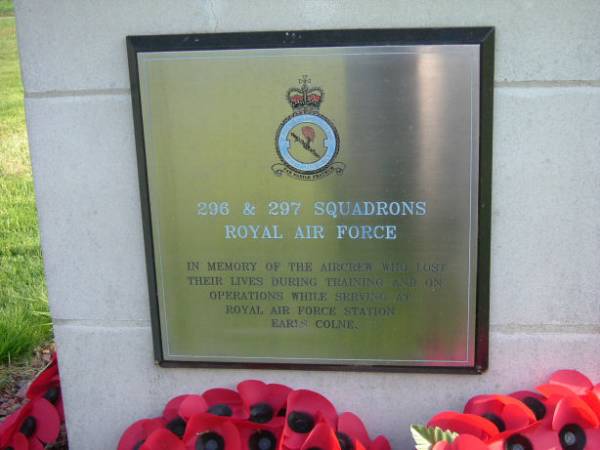 296 & 297 SQUADRONS
ROYAL AIR FORCE
IN MEMORY OF THE AIRCREW WHO LOST
THEIR LIVES DURING TRAINING AND ON
OPERATIONS WHILE SERVING AT
ROYAL AIR FORCE STATION
EARLS COLNE.